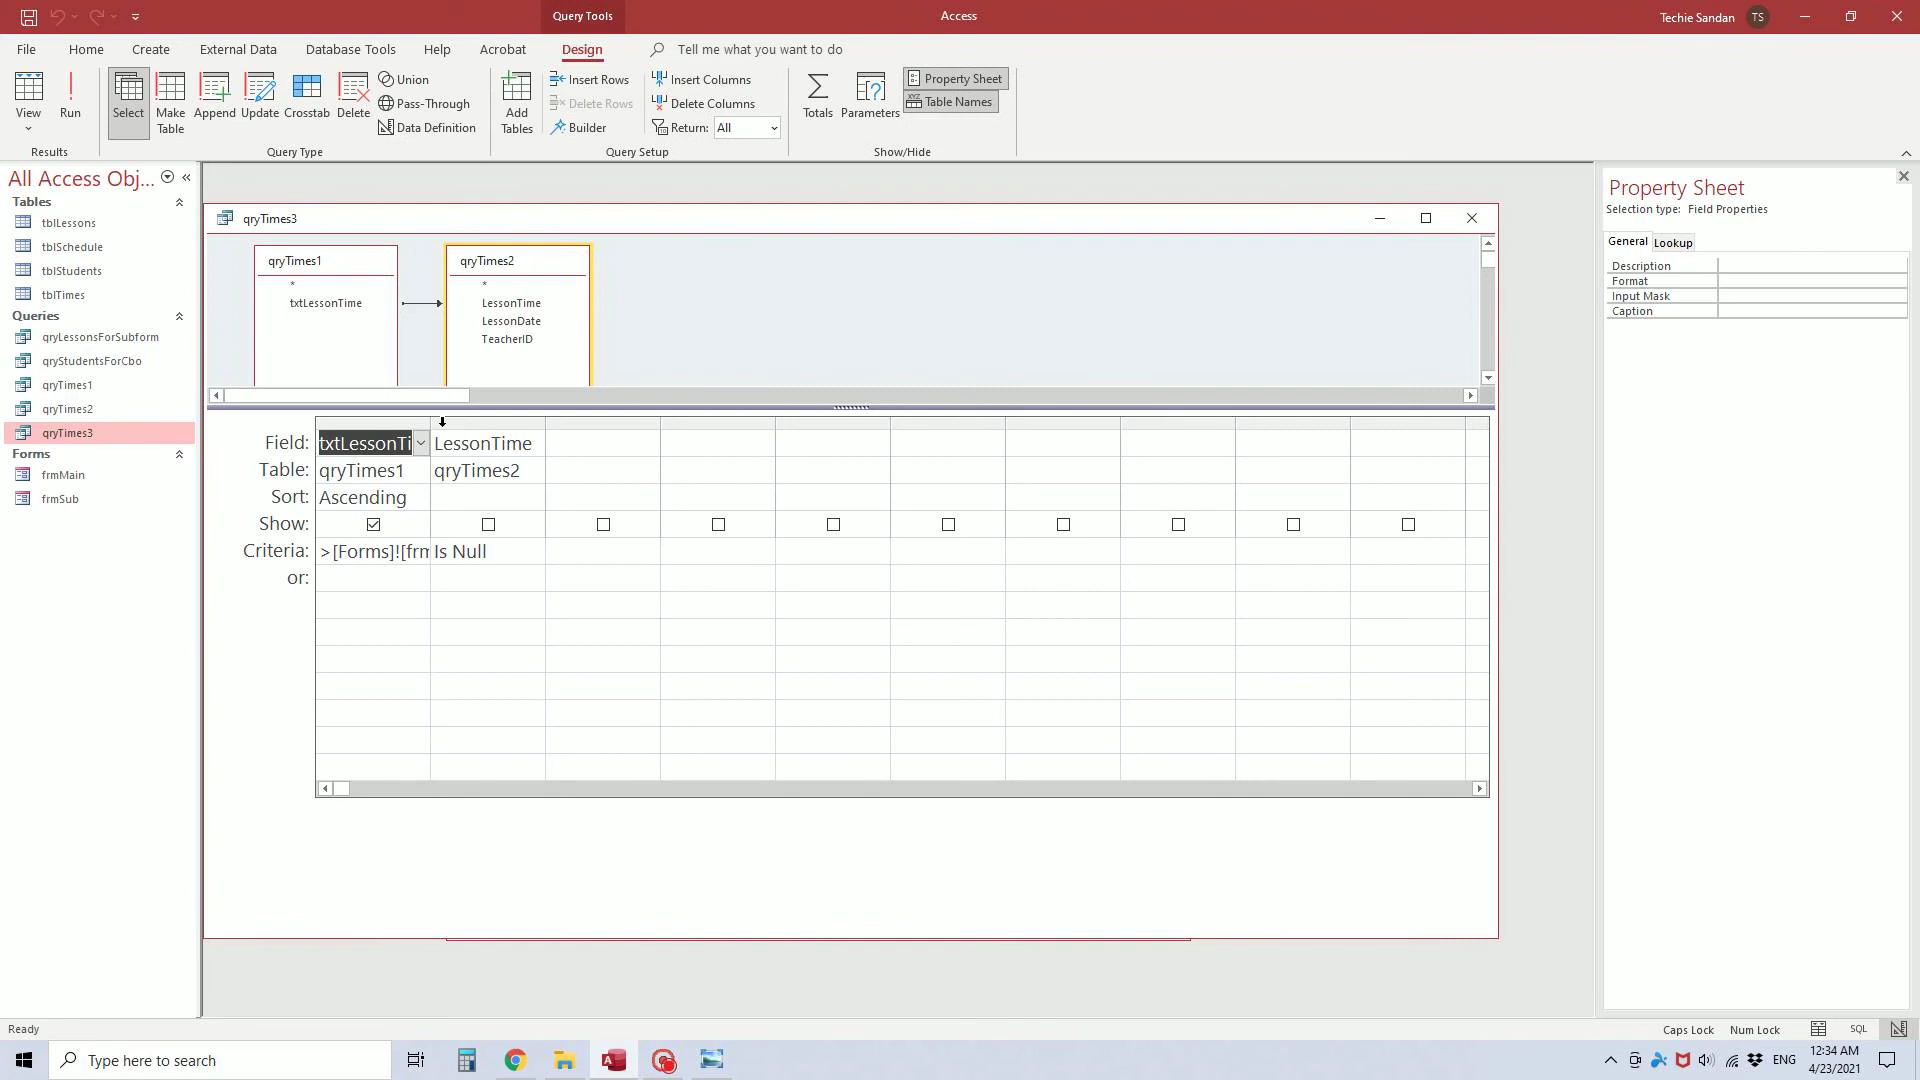 Query Tools
Access
Techie Sandan
TS
File
Home
Create
External Data
Database Tools
Help
Acrobat
Design
Tell me what you want to do
View
Run
Select
Make Table
Append
Update
Crosstab
Delete
Union
Pass-Through
Data Definition
Add Tables
Insert Rows
Delete Rows
Builder
Insert Columns
Delete Columns
Return: All
Totals
Parameters
Property Sheet
XYZ Table Names
Results
Query Type
Query Setup
Show/Hide
All Access Obj...
Tables
tblLessons
tblSchedule
tblStudents
tblTimes
Queries
qryLessonsForSubform
qryStudentsForCbo
qryTimes1
qryTimes2
qryTimes3
Forms
frmMain
frmSub
qryTimes3
qryTimes1
*
txtLessonTime
qryTimes2
*
LessonTime
LessonDate
TeacherID
Field: txtLessonTi LessonTime
Table: qryTimes1 qryTimes2
Sort: Ascending
Show:
Criteria: >[Forms]![frm Is Null
or:
Property Sheet
Selection type: Field Properties
General
Lookup
Description
Format
Input Mask
Caption
Ready
Caps Lock
Num Lock
SQL
Type here to search
ENG
12:34 AM
4/23/2021